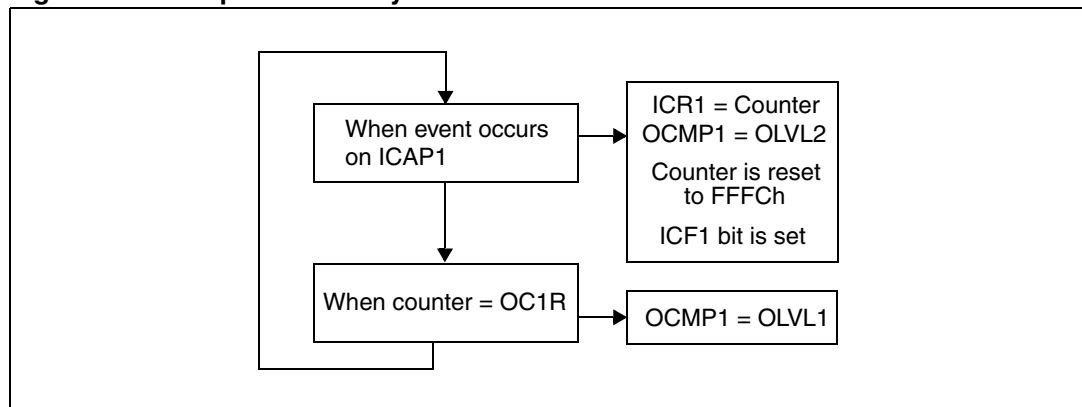 When event occurs
on ICAP1
ICR1 = Counter
OCMP1 = OLVL2
Counter is reset
to FFFCh
ICF1 bit is set
When counter = OC1R
OCMP1 = OLVL1